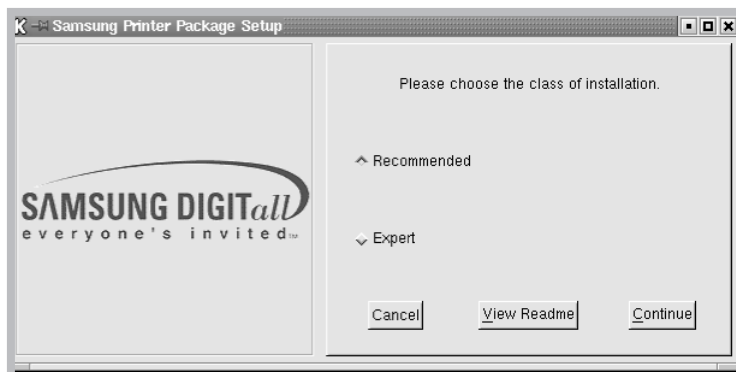 Samsung Printer Package Setup
Please choose the class of installation.
Recommended
SAMSUNG DIGITall
everyone's invited™
Expert
Cancel
View Readme
Continue